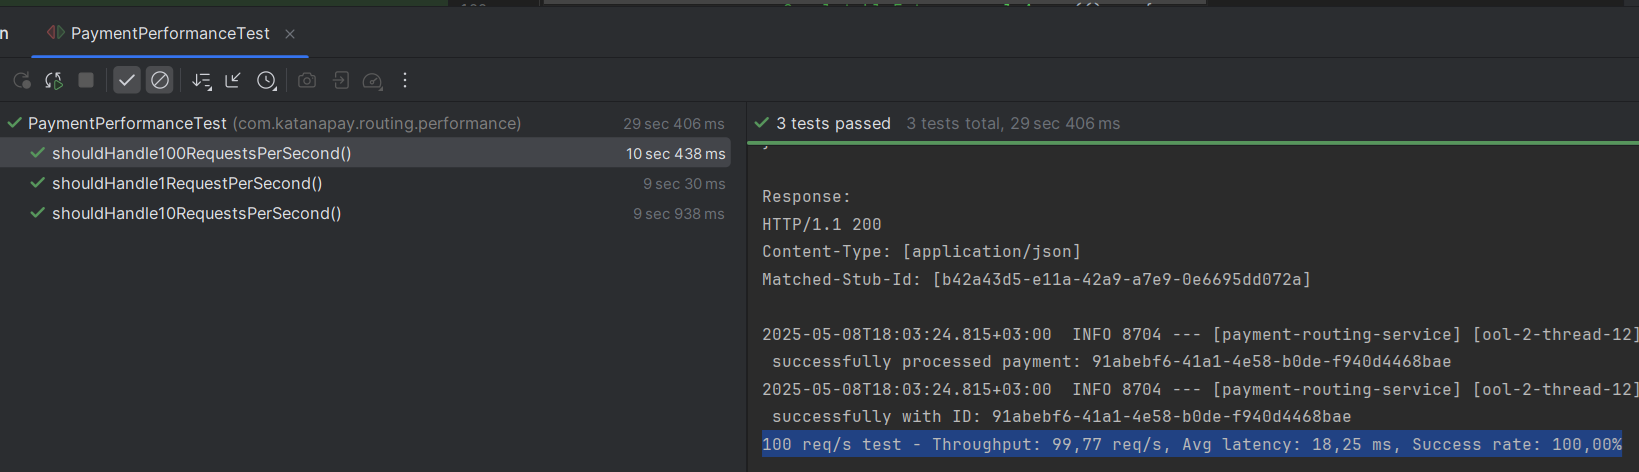 n
PaymentPerformanceTest
PaymentPerformanceTest (com.katanapay.routing.performance) 29 sec 406 ms
shouldHandle100RequestsPerSecond() 10 sec 438 ms
shouldHandle1RequestPerSecond() 9 sec 30 ms
shouldHandle10RequestsPerSecond() 9 sec 938 ms
3 tests passed 3 tests total, 29 sec 406 ms
Response:
HTTP/1.1 200
Content-Type: [application/json]
Matched-Stub-Id: [b42a43d5-e11a-42a9-a7e9-0e6695dd072a]
2025-05-08T18:03:24.815+03:00 INFO 8704 --- [payment-routing-service] [ool-2-thread-12]
successfully processed payment: 91abebf6-41a1-4e58-b0de-f940d4468bae
2025-05-08T18:03:24.815+03:00 INFO 8704 --- [payment-routing-service] [ool-2-thread-12]
successfully with ID: 91abebf6-41a1-4e58-b0de-f940d4468bae
100 req/s test - Throughput: 99,77 req/s, Avg latency: 18,25 ms, Success rate: 100,00%